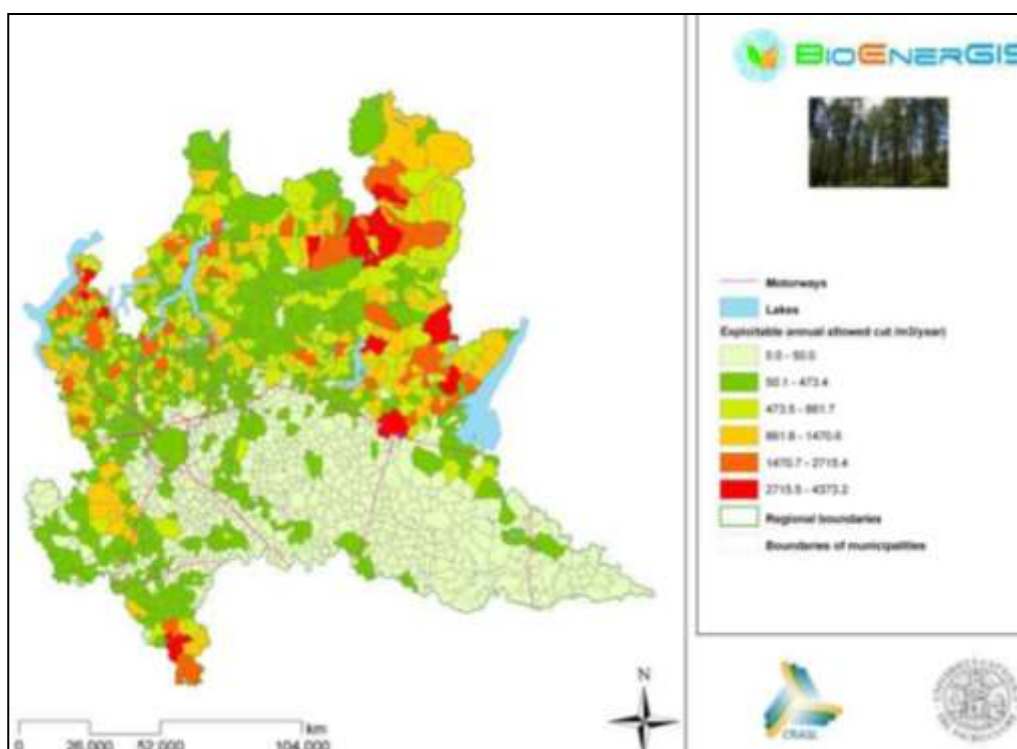 BIOENERGIS
Motorways
Lakes
Exploitable annual allowed cut (m3/year)
0.0 - 50.0
50.1 - 473.4
473.5 - 861.7
861.8 - 1470.6
1470.7 - 2715.4
2715.5 - 4373.2
Regional boundaries
Boundaries of municipalities
N
km
0 26,000 52,000 104,000
CRASL